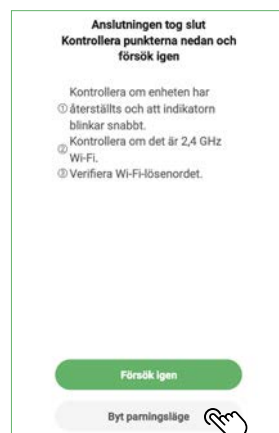 Anslutningen tog slut
Kontrollera punkterna nedan och
försök igen
Kontrollera om enheten har
① återställts och att indikatorn
blinkar snabbt.
② Kontrollera om det är 2,4 GHz
Wi-Fi.
③ Verifiera Wi-Fi-lösenordet.
Försök igen
Byt parningsläge